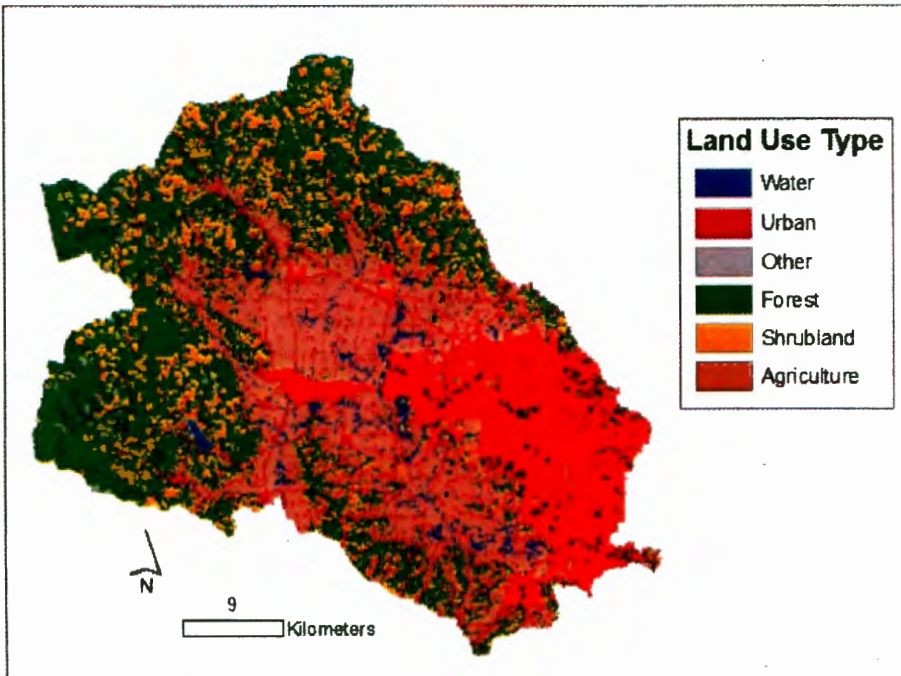 Land Use Type
Water
Urban
Other
Forest
Shrubland
Agriculture
N
9
Kilometers